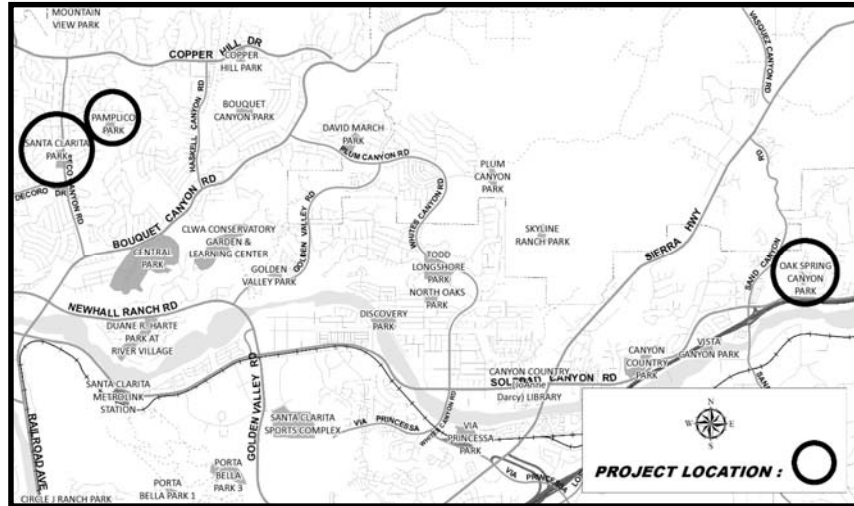 MOUNTAIN
VIEW PARK
COPPER HILL DR
COPPER
HILL PARK
VASQUEZ CANYON RD
PAMPLICO
PARK
BOUQUET
CANYON PARK
HASKELL CANYON RD
DAVID MARCH
PARK
SANTA CLARITA
PARK
PLUM CANYON RD
PLUM
CANYON
PARK
RD
DECORO DR
CANYON RD
BOUQUET CANYON RD
GOLDEN VALLEY RD
WHITES CANYON RD
CLWA CONSERVATORY
GARDEN &
LEARNING CENTER
SKYLINE
RANCH PARK
SIERRA HWY
SAND CANYON
CENTRAL
PARK
TODD
LONGSHORE
PARK
OAK SPRING
CANYON
PARK
GOLDEN
VALLEY PARK
NORTH OAKS
PARK
NEWHALL RANCH RD
DISCOVERY
PARK
DUANE R. HARTE
PARK AT
RIVER VILLAGE
VISTA
CANYON PARK
CANYON
COUNTRY
PARK
CANYON COUNTRY
SOLEDAD CANYON RD
Darcy) LIBRARY
SANTA CLARITA
METROLINK
STATION
GOLDEN VALLEY RD
SANTA CLARITA
SPORTS COMPLEX
VIA PRINCESSA
WHITES CANYON RD
VIA
PRINCESSA
PARK
VIA PRINCESSA
RAILROAD AVE
PORTA
BELLA
PARK 3
PORTA
BELLA PARK 1
CIRCLE J RANCH PARK
N
W E
S
PROJECT LOCATION :